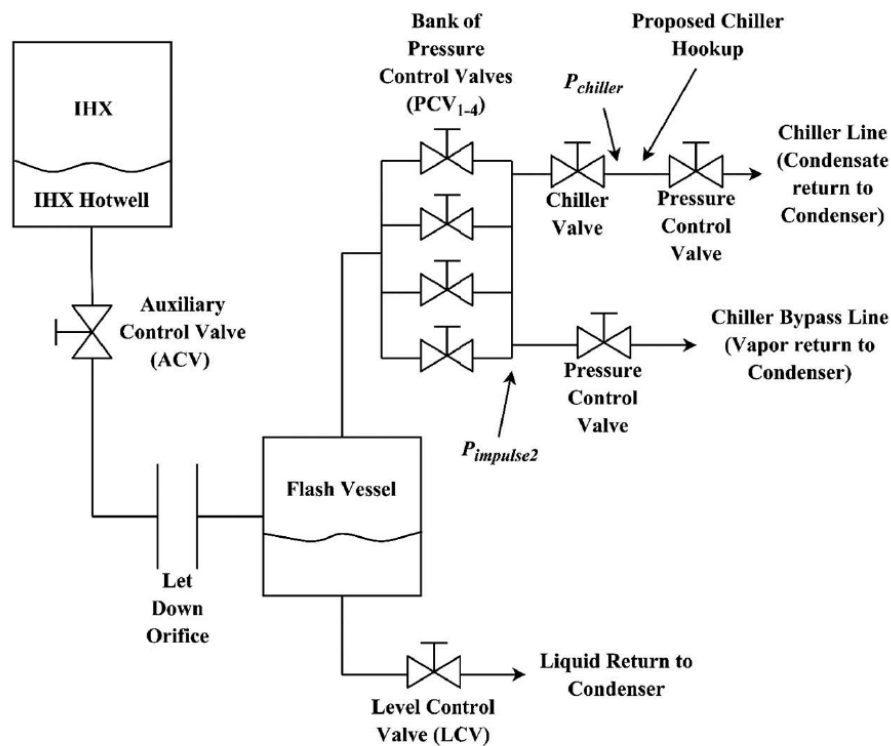 IHX
IHX Hotwell
Auxiliary
Control Valve
(ACV)
Let
Down
Orifice
Flash Vessel
Level Control
Valve (LCV)
Liquid Return to
Condenser
Bank of
Pressure
Control Valves
(PCV1-4)
Pimpulse2
Chiller
Valve
Pchiller
Proposed Chiller
Hookup
Pressure
Control
Valve
Chiller Line
(Condensate
return to
Condenser)
Pressure
Control
Valve
Chiller Bypass Line
(Vapor return to
Condenser)